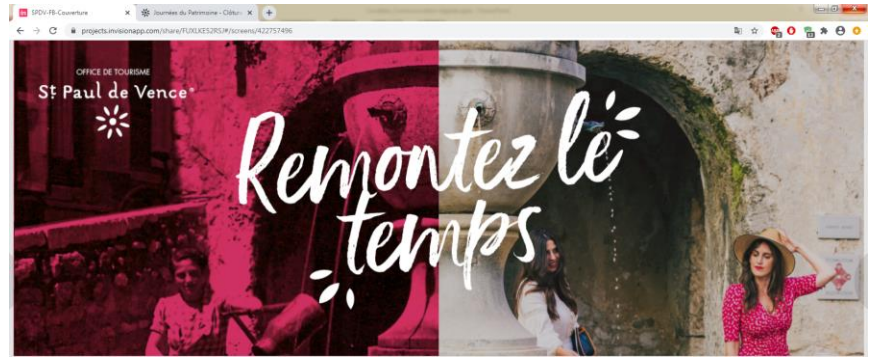 SPDV-FB-Couverture
Journées du Patrimoine - Clôtur
projects.invisionapp.com/share/FUXLKES2RSJ#/screens/422757496
OFFICE DE TOURISME
St Paul de Vence
Remontez le
temps